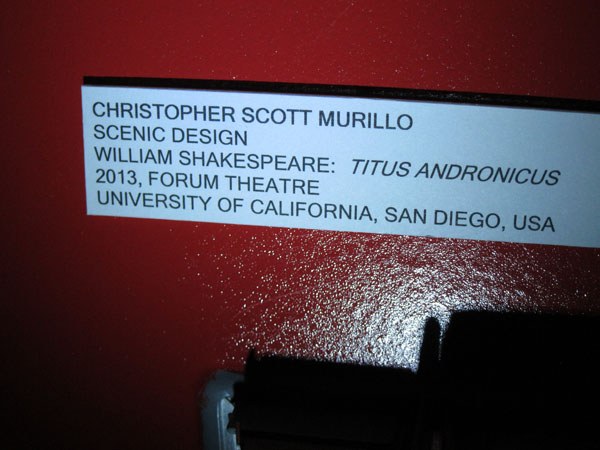 CHRISTOPHER SCOTT MURILLO
SCENIC DESIGN
WILLIAM SHAKESPEARE: TITUS ANDRONICUS
2013, FORUM THEATRE
UNIVERSITY OF CALIFORNIA, SAN DIEGO, USA